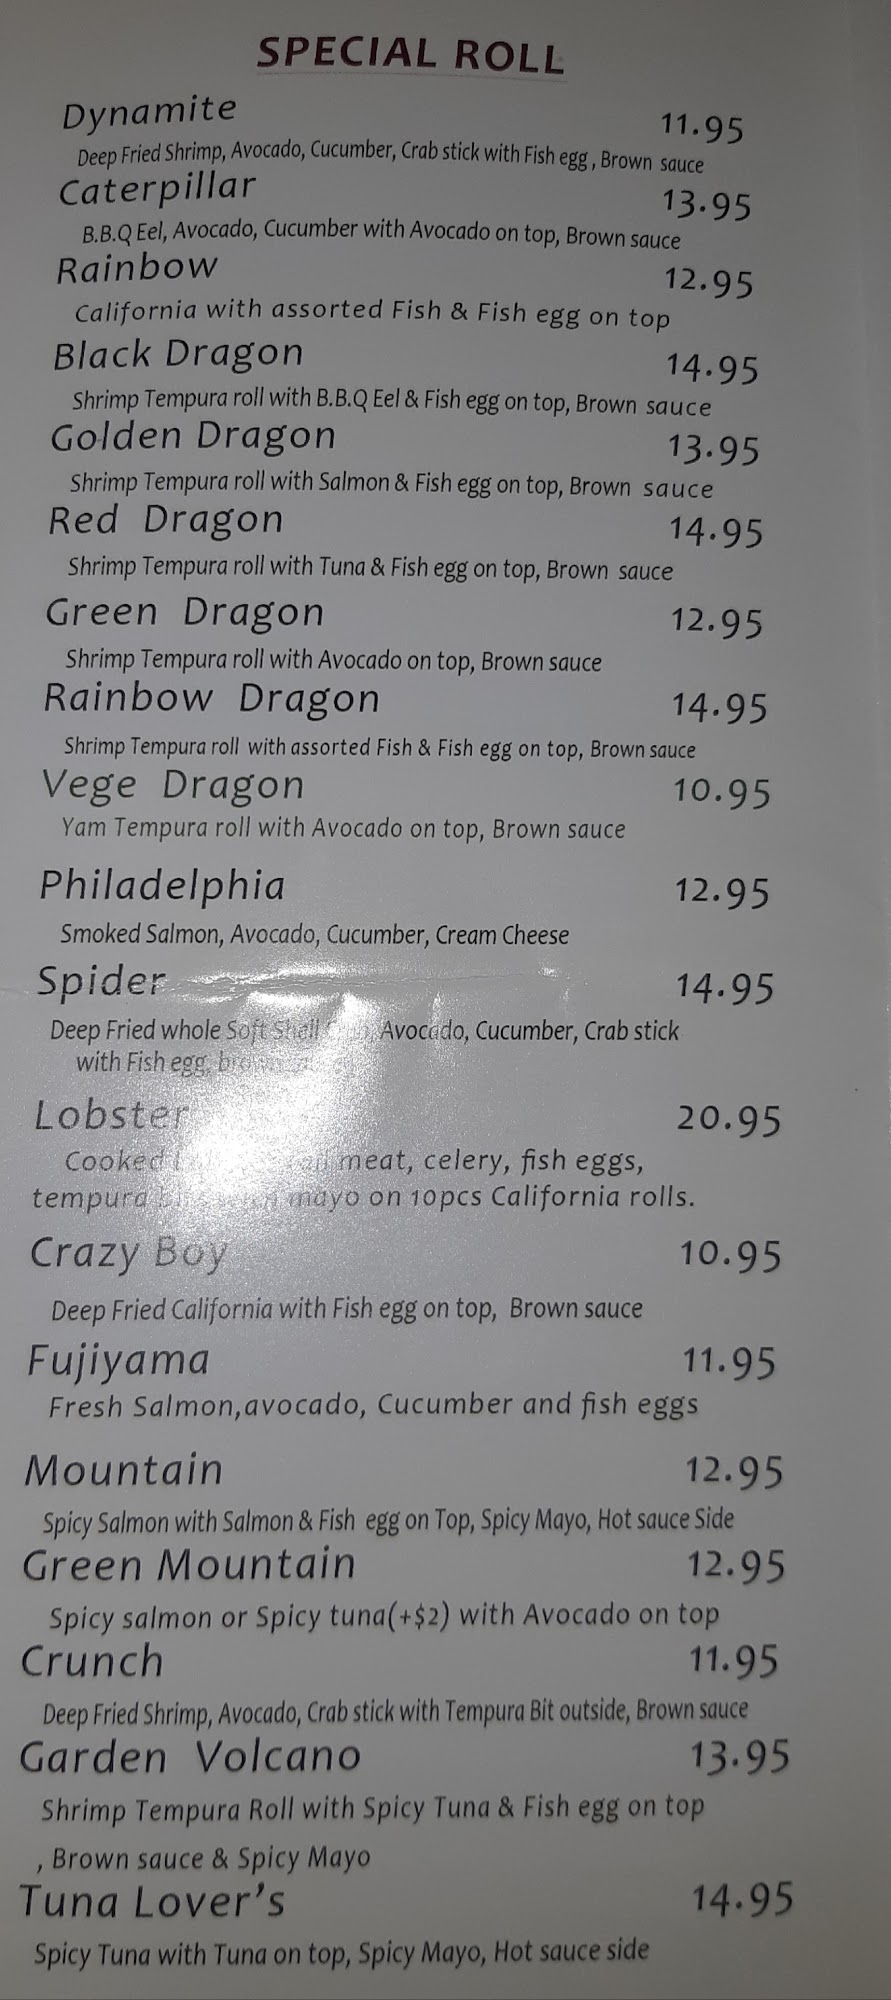 SPECIAL ROLL
Dynamite 11.95
Deep Fried Shrimp, Avocado, Cucumber, Crab stick with Fish egg , Brown sauce
Caterpillar 13.95
B.B.Q Eel, Avocado, Cucumber with Avocado on top, Brown sauce
Rainbow 12.95
California with assorted Fish & Fish egg on top
Black Dragon 14.95
Shrimp Tempura roll with B.B.Q Eel & Fish egg on top, Brown sauce
Golden Dragon 13.95
Shrimp Tempura roll with Salmon & Fish egg on top, Brown sauce
Red Dragon 14.95
Shrimp Tempura roll with Tuna & Fish egg on top, Brown sauce
Green Dragon 12.95
Shrimp Tempura roll with Avocado on top, Brown sauce
Rainbow Dragon 14.95
Shrimp Tempura roll with assorted Fish & Fish egg on top, Brown sauce
Vege Dragon 10.95
Yam Tempura roll with Avocado on top, Brown sauce
Philadelphia 12.95
Smoked Salmon, Avocado, Cucumber, Cream Cheese
Spider 14.95
Deep Fried whole Soft Shell Avocado, Cucumber, Crab stick
with Fish egg, brown
Lobster 20.95
Cooked meat, celery, fish eggs,
tempura mayo on 10pcs California rolls.
Crazy Boy 10.95
Deep Fried California with Fish egg on top, Brown sauce
Fujiyama 11.95
Fresh Salmon,avocado, Cucumber and fish eggs
Mountain 12.95
Spicy Salmon with Salmon & Fish egg on Top, Spicy Mayo, Hot sauce Side
Green Mountain 12.95
Spicy salmon or Spicy tuna(+$2) with Avocado on top
Crunch 11.95
Deep Fried Shrimp, Avocado, Crab stick with Tempura Bit outside, Brown sauce
Garden Volcano 13.95
Shrimp Tempura Roll with Spicy Tuna & Fish egg on top
, Brown sauce & Spicy Mayo
Tuna Lover's 14.95
Spicy Tuna with Tuna on top, Spicy Mayo, Hot sauce side